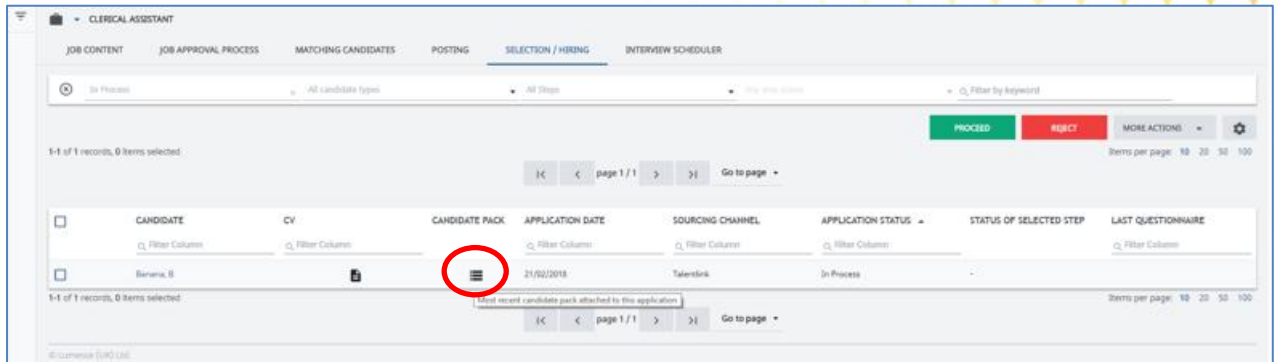 CLERICAL ASSISTANT
JOB CONTENT JOB APPROVAL PROCESS MATCHING CANDIDATES POSTING SELECTION / HIRING INTERVIEW SCHEDULER
In Process All candidate types All Steps Filter by keyword
PROCEED REJECT MORE ACTIONS
1-1 of 1 records, 0 items selected Items per page: 10 20 50 100
page 1 / 1 Go to page
CANDIDATE CV CANDIDATE PACK APPLICATION DATE SOURCING CHANNEL APPLICATION STATUS STATUS OF SELECTED STEP LAST QUESTIONNAIRE
Filter Column Filter Column Filter Column Filter Column Filter Column Filter Column
Banana, B 21/02/2018 Talentlink In Process -
Most recent candidate pack attached to this application
1-1 of 1 records, 0 items selected Items per page: 10 20 50 100
page 1 / 1 Go to page
© Lumesse (UK) Ltd.